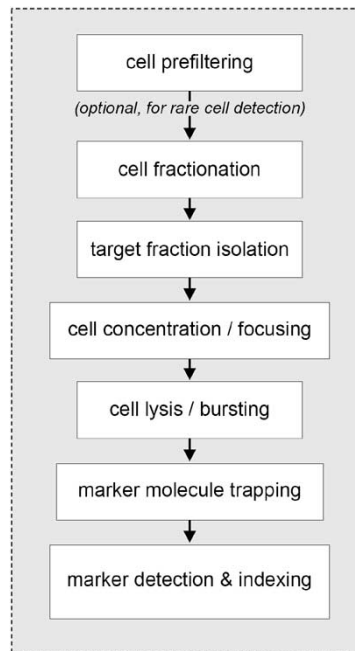 cell prefiltering
(optional, for rare cell detection)
cell fractionation
target fraction isolation
cell concentration / focusing
cell lysis / bursting
marker molecule trapping
marker detection & indexing